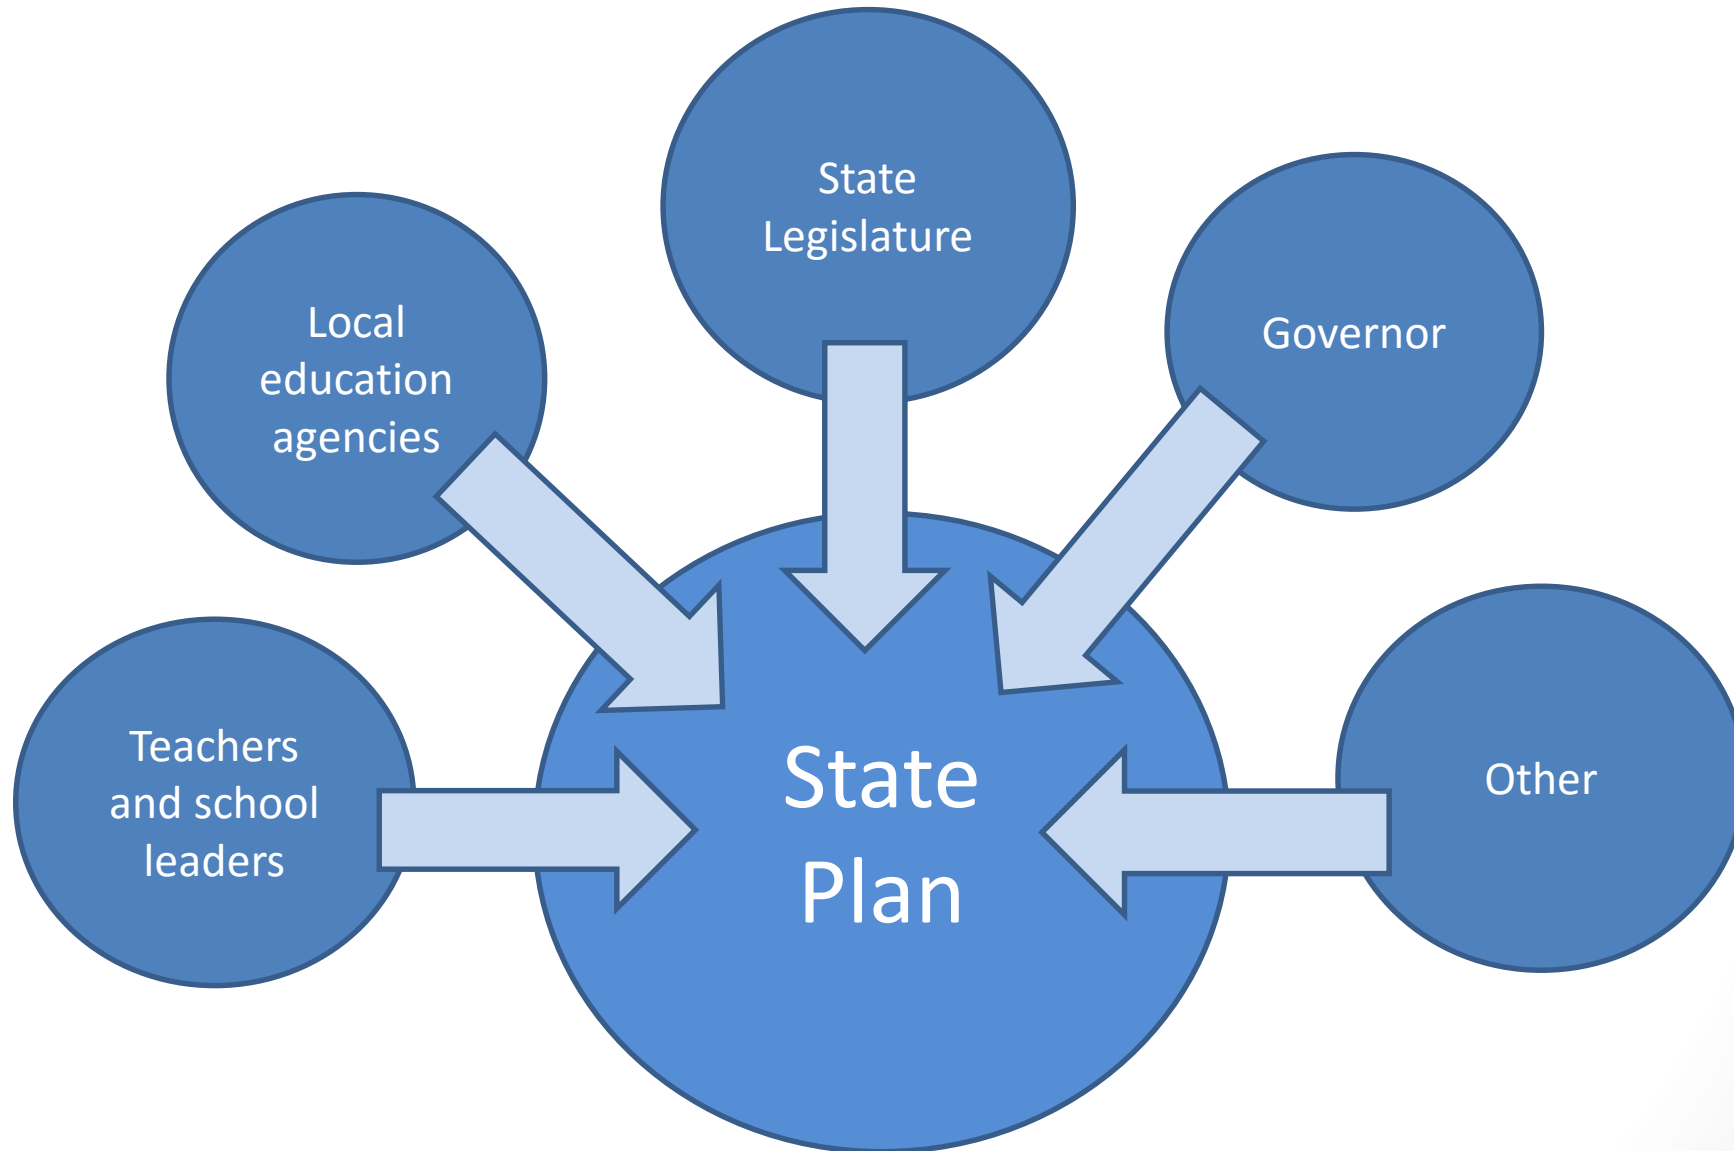 State
Legislature
Governor
Local
education
agencies
Teachers
and school
leaders
State
Plan
Other